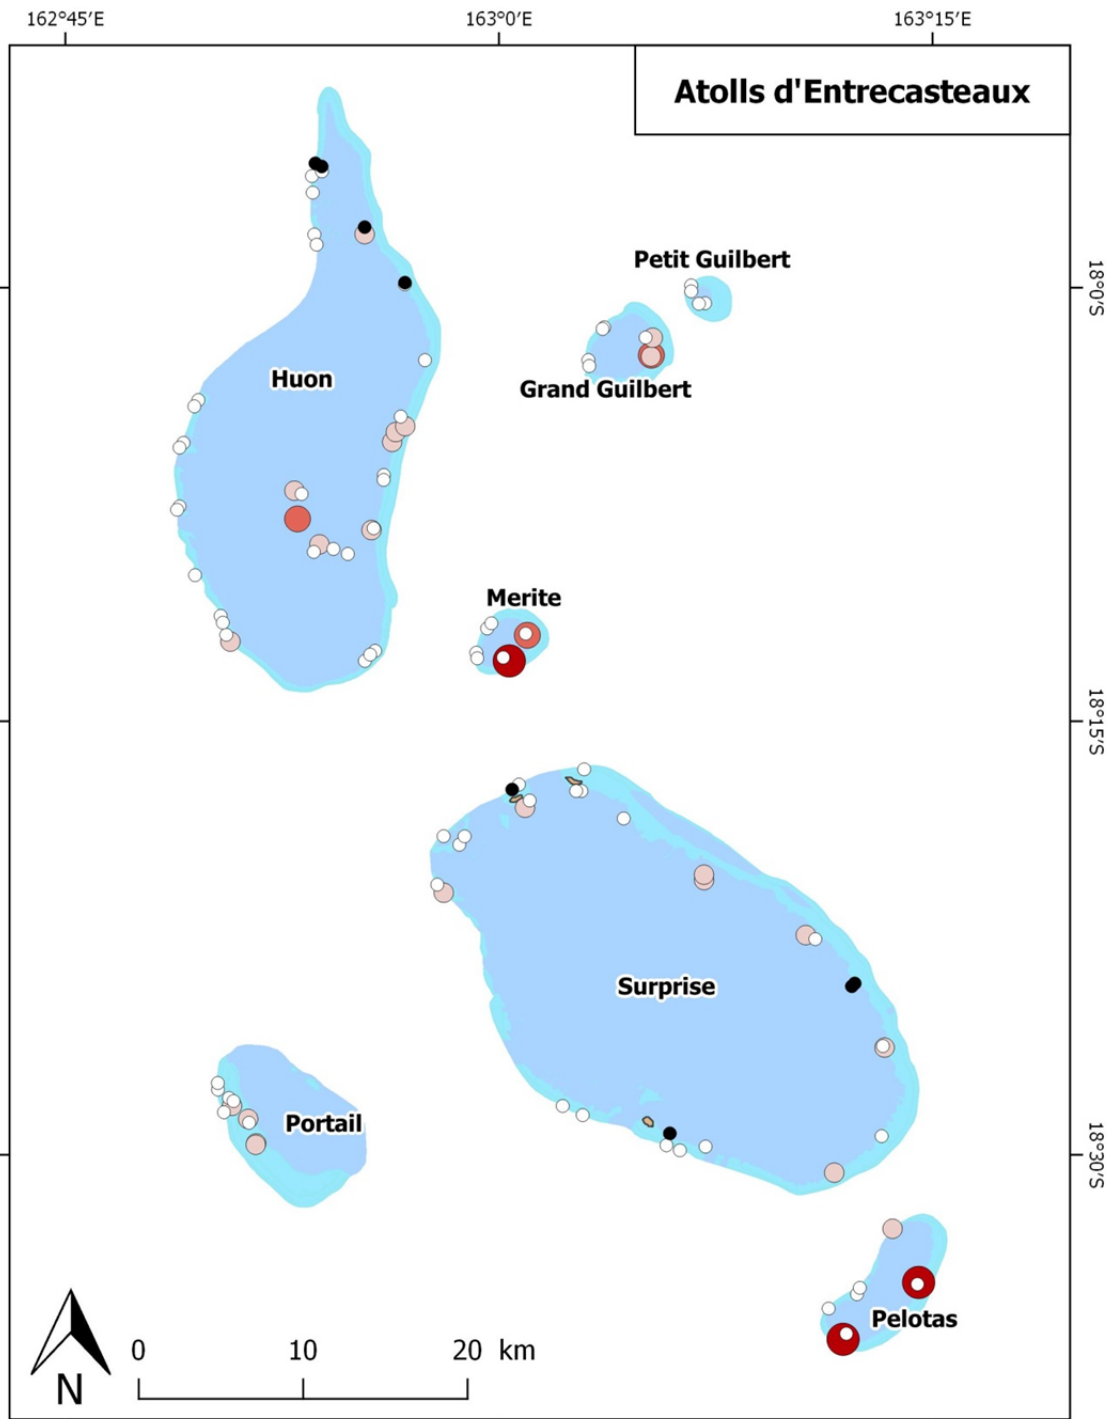 162°45'E 163°0'E 163°15'E
Atolls d'Entrecasteaux
Petit Guilbert
18°0'S
Huon
Grand Guilbert
Merite
18°15'S
Surprise
Portail
18°30'S
Pelotas
0 10 20 km
N